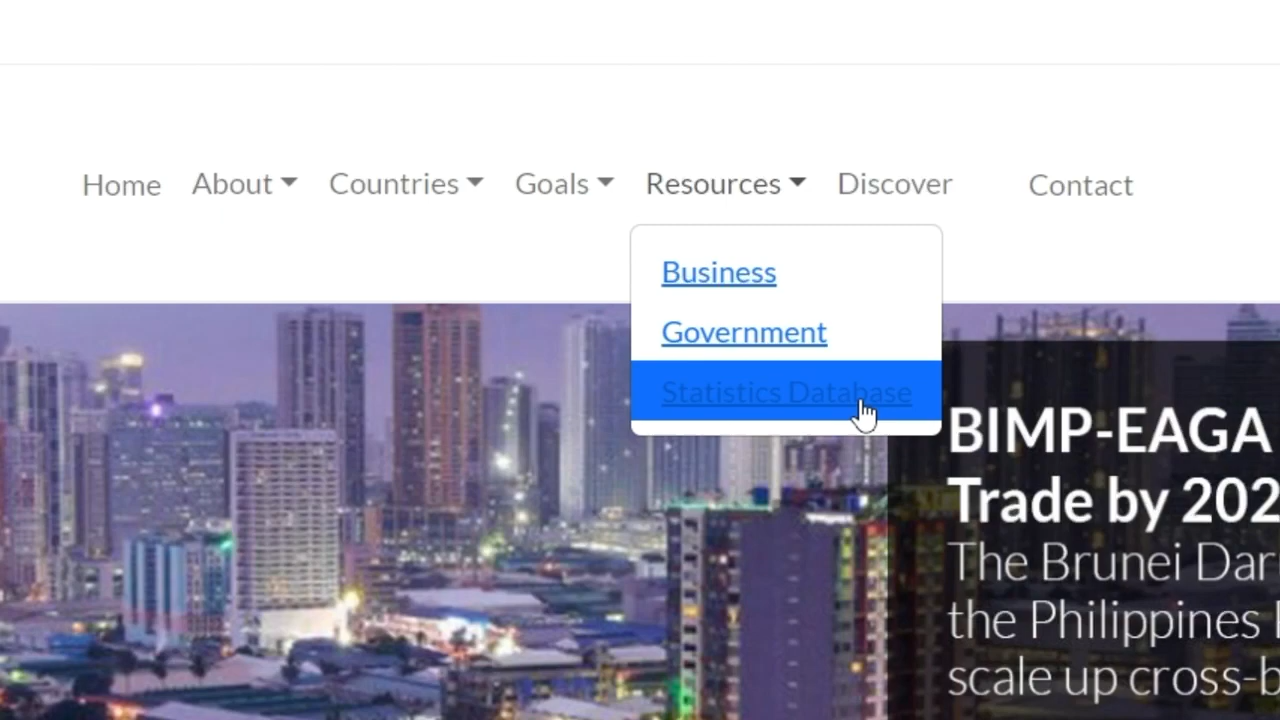 Home About Countries Goals Resources Discover Contact
Business
Government
Statistics Database
BIMP-EAGA
Trade by 202
The Brunei Dar
the Philippines
scale up cross-b